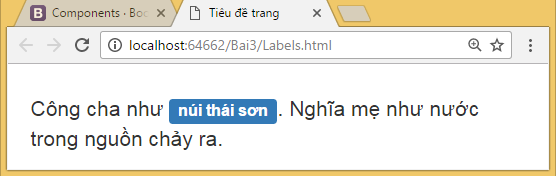 Components · Boo
Tiêu đề trang
localhost:64662/Bai3/Labels.html
Công cha như núi thái sơn. Nghĩa mẹ như nước
trong nguồn chảy ra.